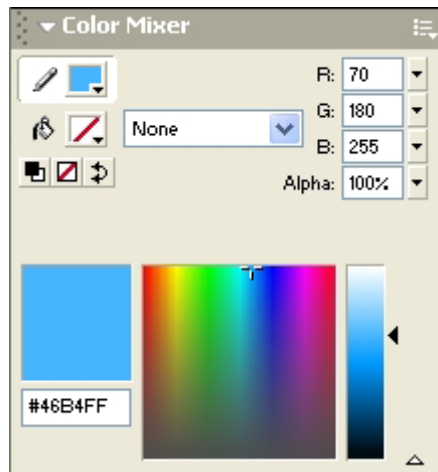 Color Mixer
R: 70
G: 180
None
B: 255
Alpha: 100%
#46B4FF